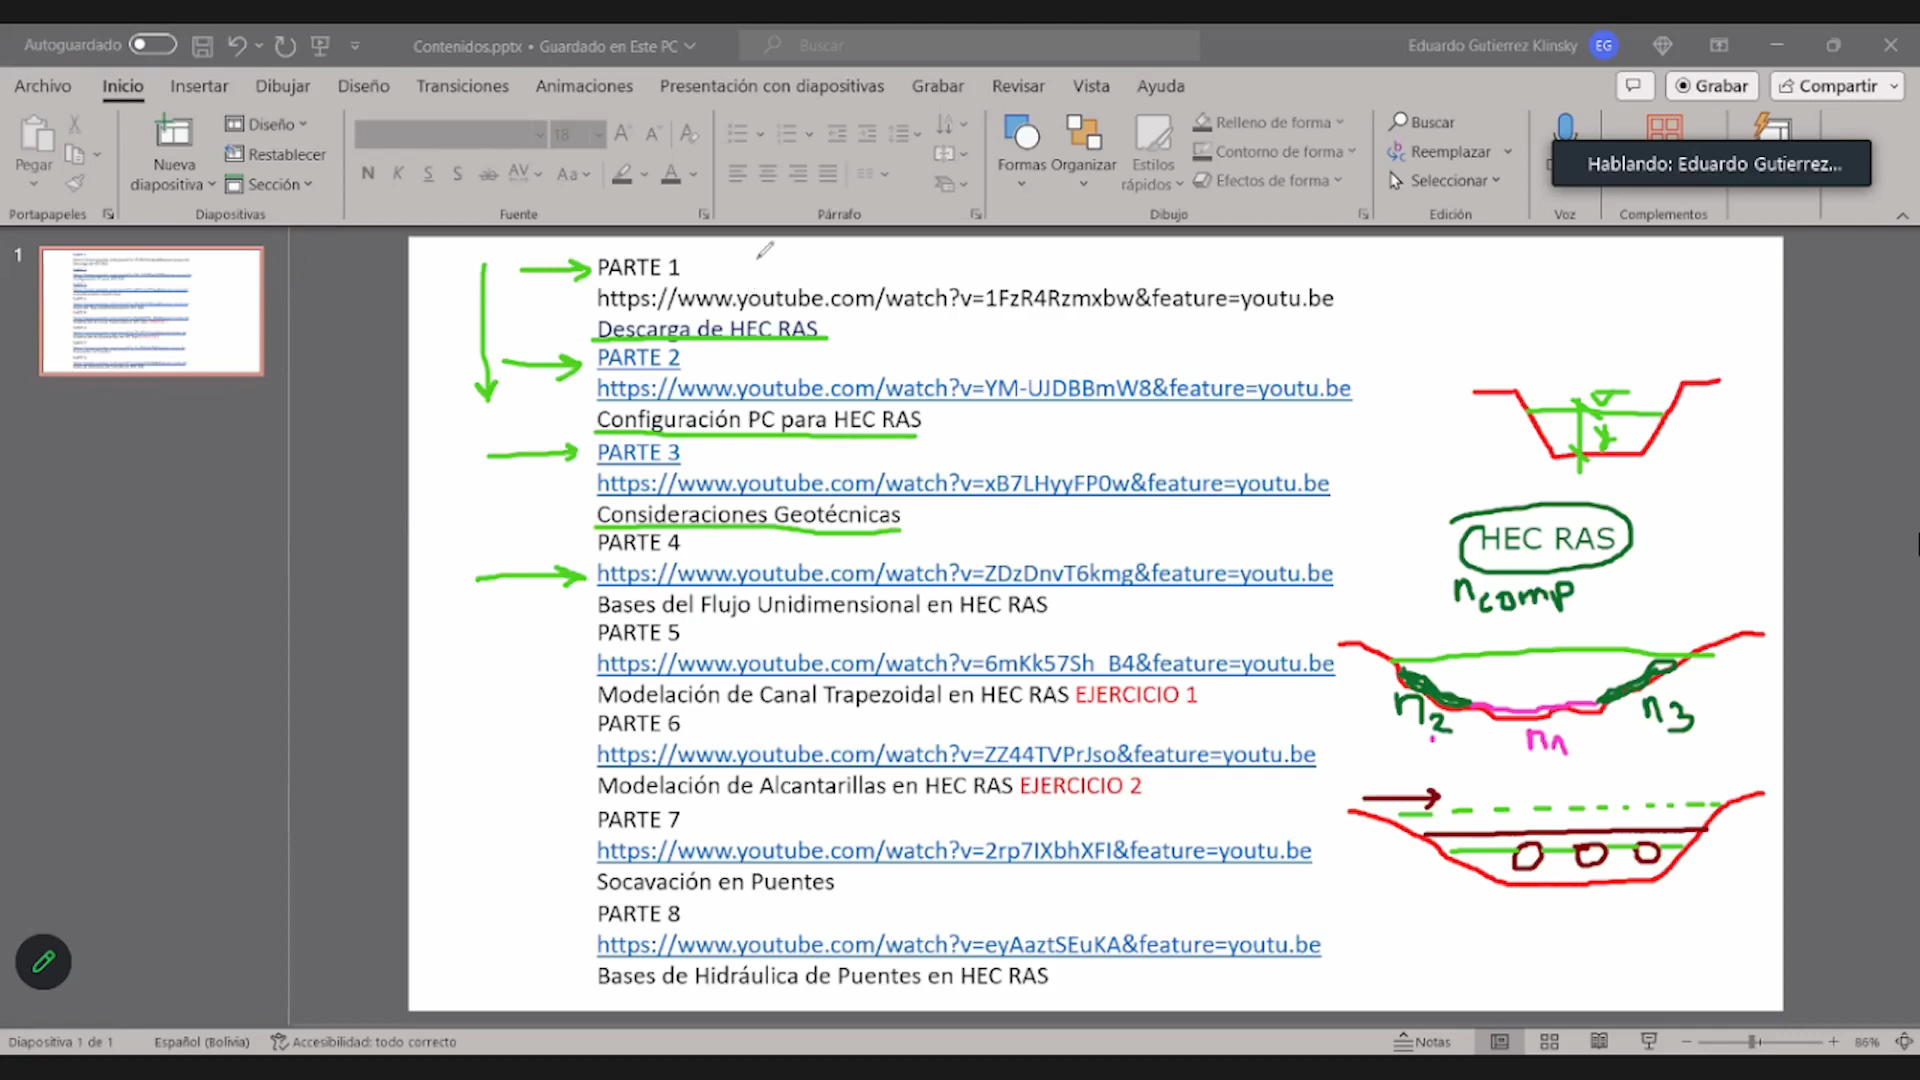 Autoguardado
Contenidos.pptx • Guardado en Este PC
Buscar
Eduardo Gutierrez Klinsky
EG
Archivo Inicio Insertar Dibujar Diseño Transiciones Animaciones Presentación con diapositivas Grabar Revisar Vista Ayuda
Grabar
Compartir
Pegar
Nueva diapositiva
Diseño
Restablecer
Sección
18
N K S S ab AV Aa A
Formas
Organizar
Estilos rápidos
Relleno de forma
Contorno de forma
Efectos de forma
Buscar
Reemplazar
Seleccionar
Hablando: Eduardo Gutierrez...
Portapapeles
Diapositivas
Fuente
Párrafo
Dibujo
Edición
Voz
Complementos
1
PARTE 1
https://www.youtube.com/watch?v=1FzR4Rzmxbw&feature=youtu.be
Descarga de HEC RAS
PARTE 2
https://www.youtube.com/watch?v=YM-UJDBBmW8&feature=youtu.be
Configuración PC para HEC RAS
PARTE 3
https://www.youtube.com/watch?v=xB7LHyyFP0w&feature=youtu.be
Consideraciones Geotécnicas
PARTE 4
https://www.youtube.com/watch?v=ZDzDnvT6kmg&feature=youtu.be
Bases del Flujo Unidimensional en HEC RAS
PARTE 5
https://www.youtube.com/watch?v=6mKk57Sh_B4&feature=youtu.be
Modelación de Canal Trapezoidal en HEC RAS EJERCICIO 1
PARTE 6
https://www.youtube.com/watch?v=ZZ44TVPrJso&feature=youtu.be
Modelación de Alcantarillas en HEC RAS EJERCICIO 2
PARTE 7
https://www.youtube.com/watch?v=2rp7IXbhXFI&feature=youtu.be
Socavación en Puentes
PARTE 8
https://www.youtube.com/watch?v=eyAaztSEuKA&feature=youtu.be
Bases de Hidráulica de Puentes en HEC RAS
y
HEC RAS
n comp
n2
n1
n3
Diapositiva 1 de 1
Español (Bolivia)
Accesibilidad: todo correcto
Notas
86%